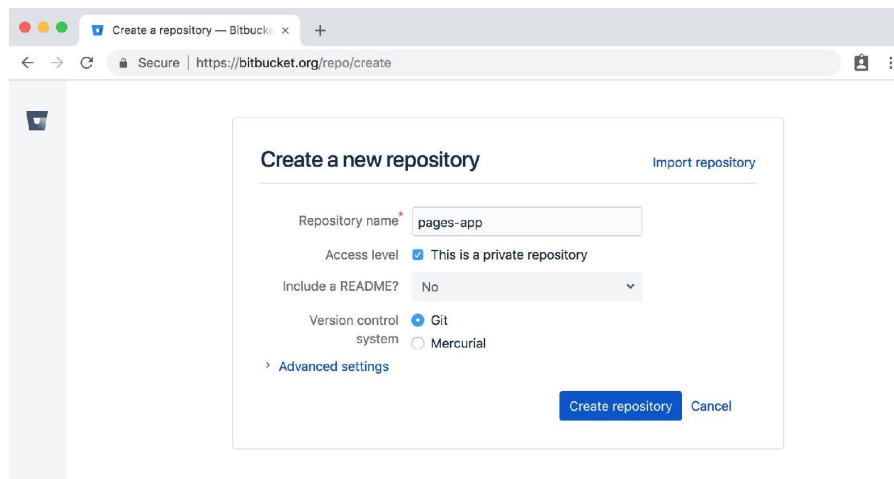 Create a repository — Bitbucke
Secure | https://bitbucket.org/repo/create
Create a new repository
Import repository
Repository name*
pages-app
Access level
This is a private repository
Include a README?
No
Version control
system
Git
Mercurial
Advanced settings
Create repository
Cancel